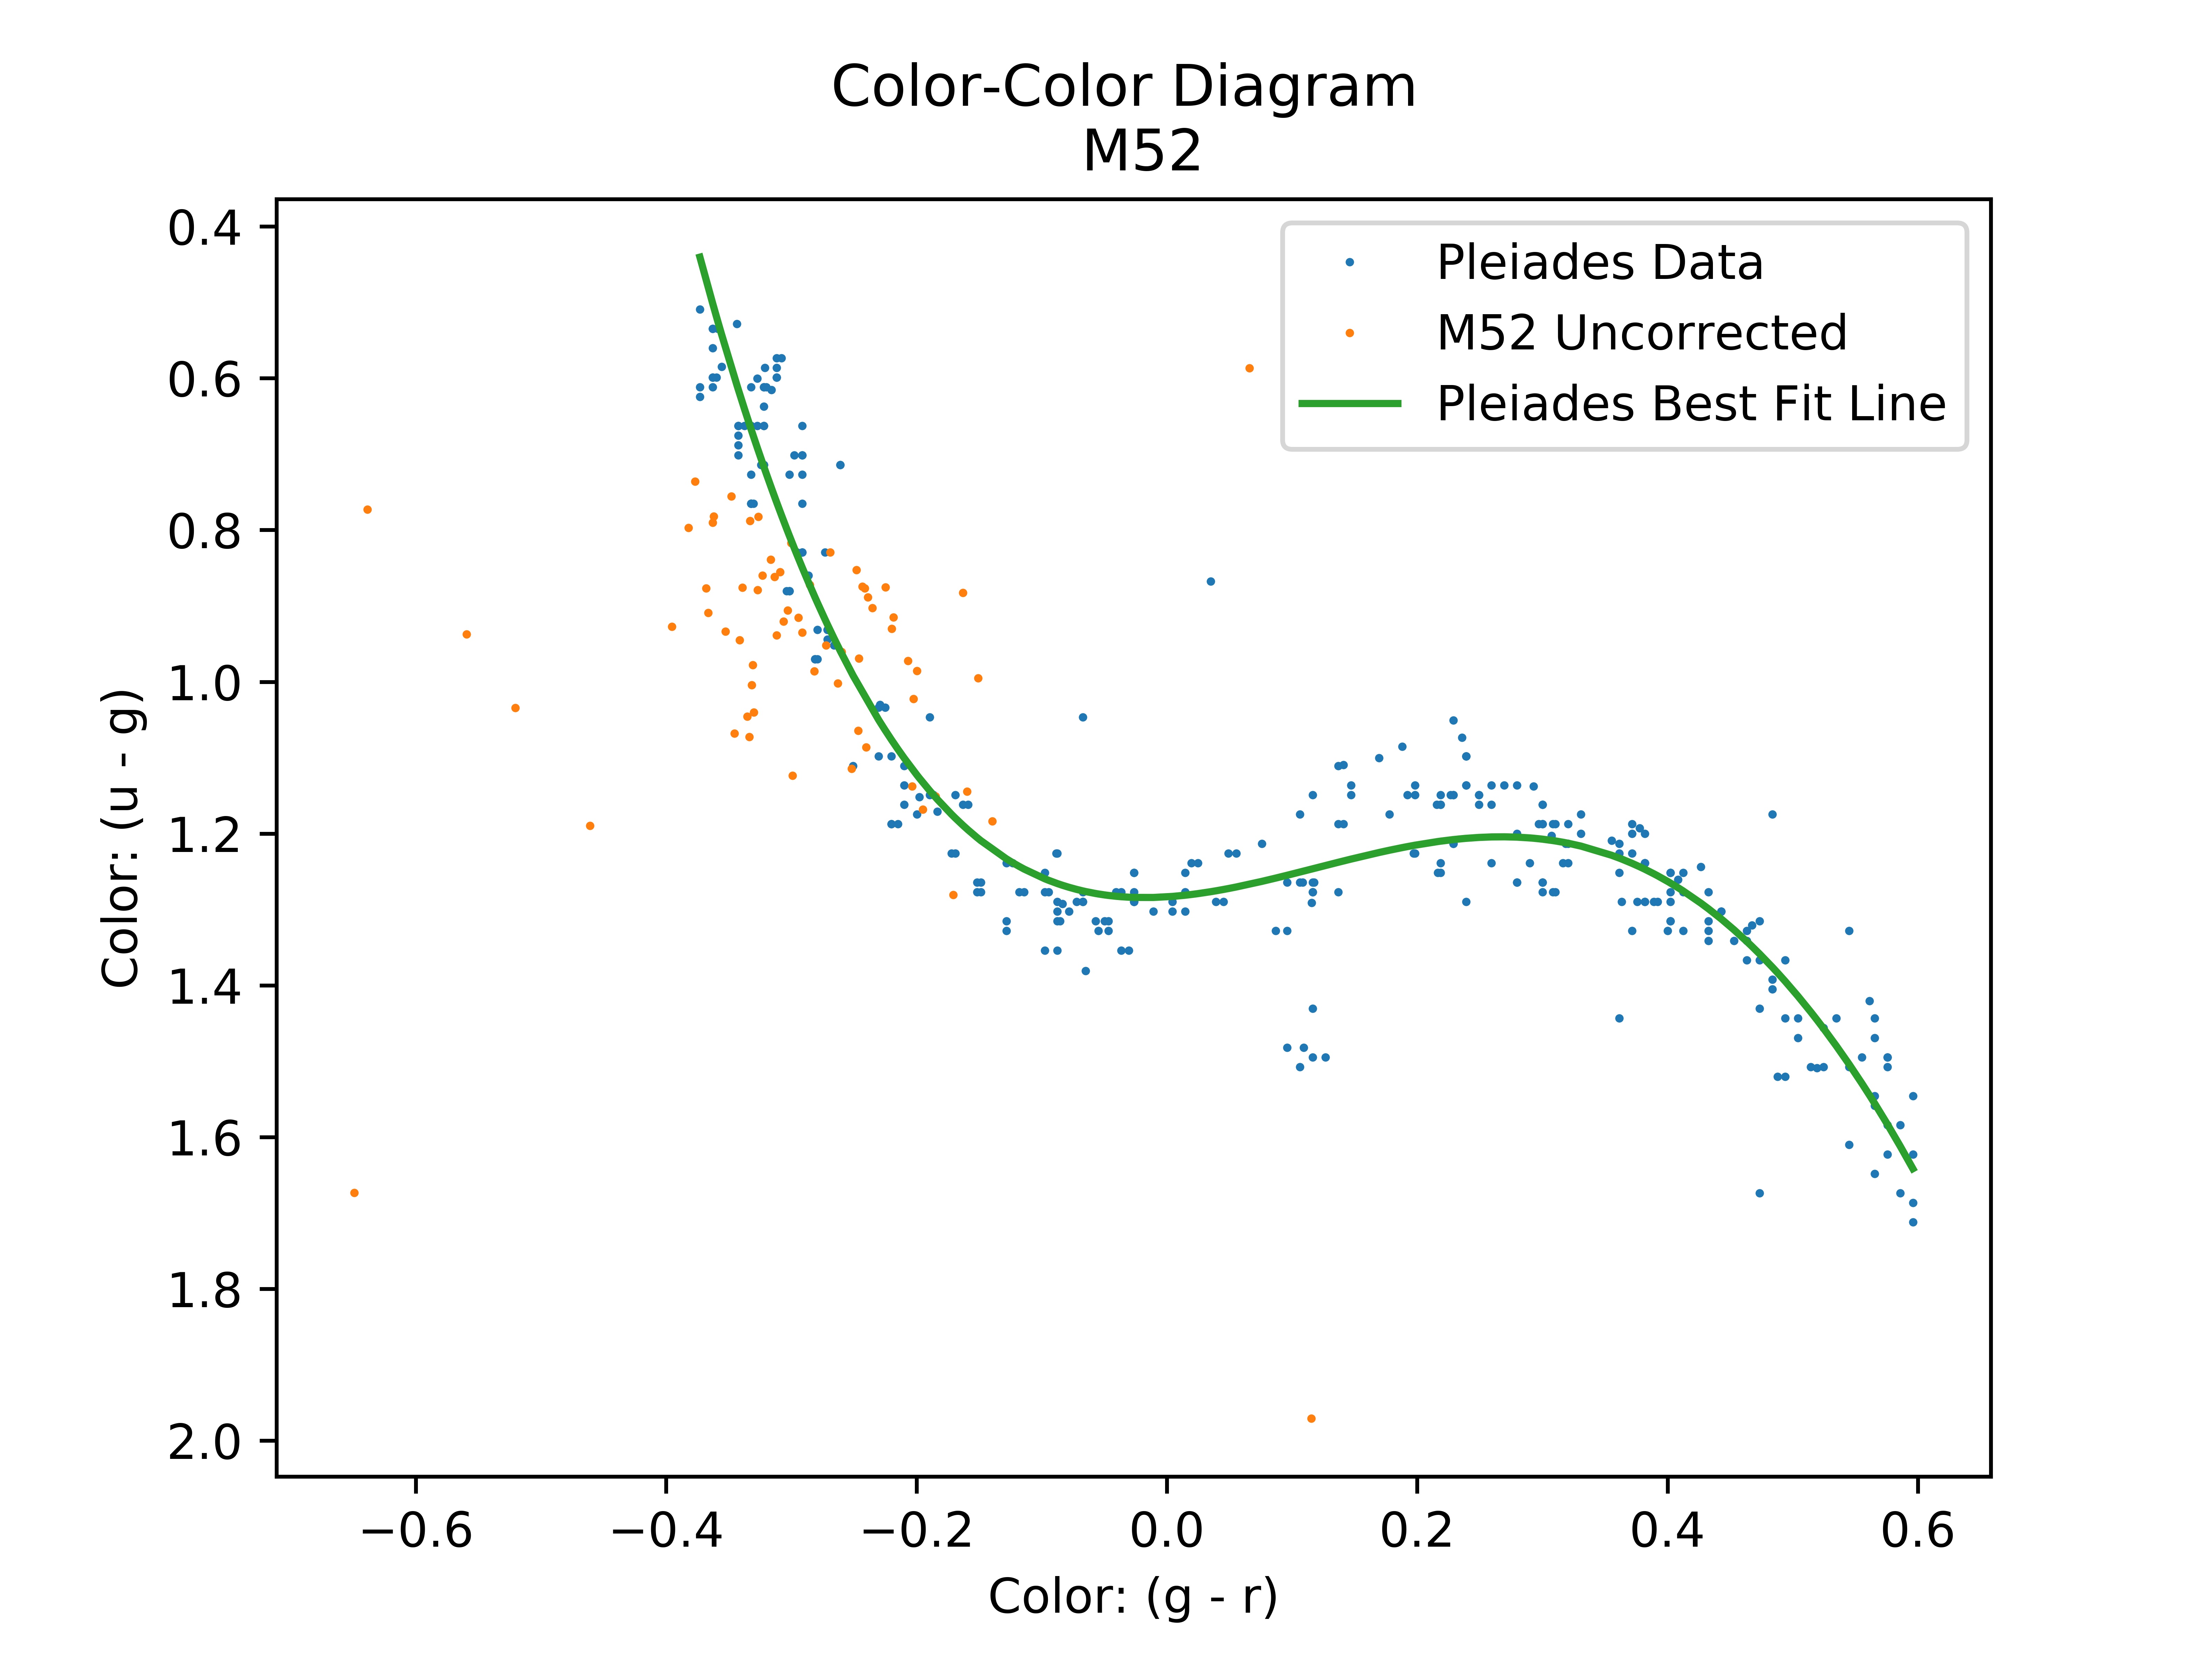 Color-Color Diagram
M52
Pleiades Data
M52 Uncorrected
Pleiades Best Fit Line
0.4
0.6
0.8
1.0
1.2
1.4
1.6
1.8
2.0
Color: (u - g)
−0.6 −0.4 −0.2 0.0 0.2 0.4 0.6
Color: (g - r)